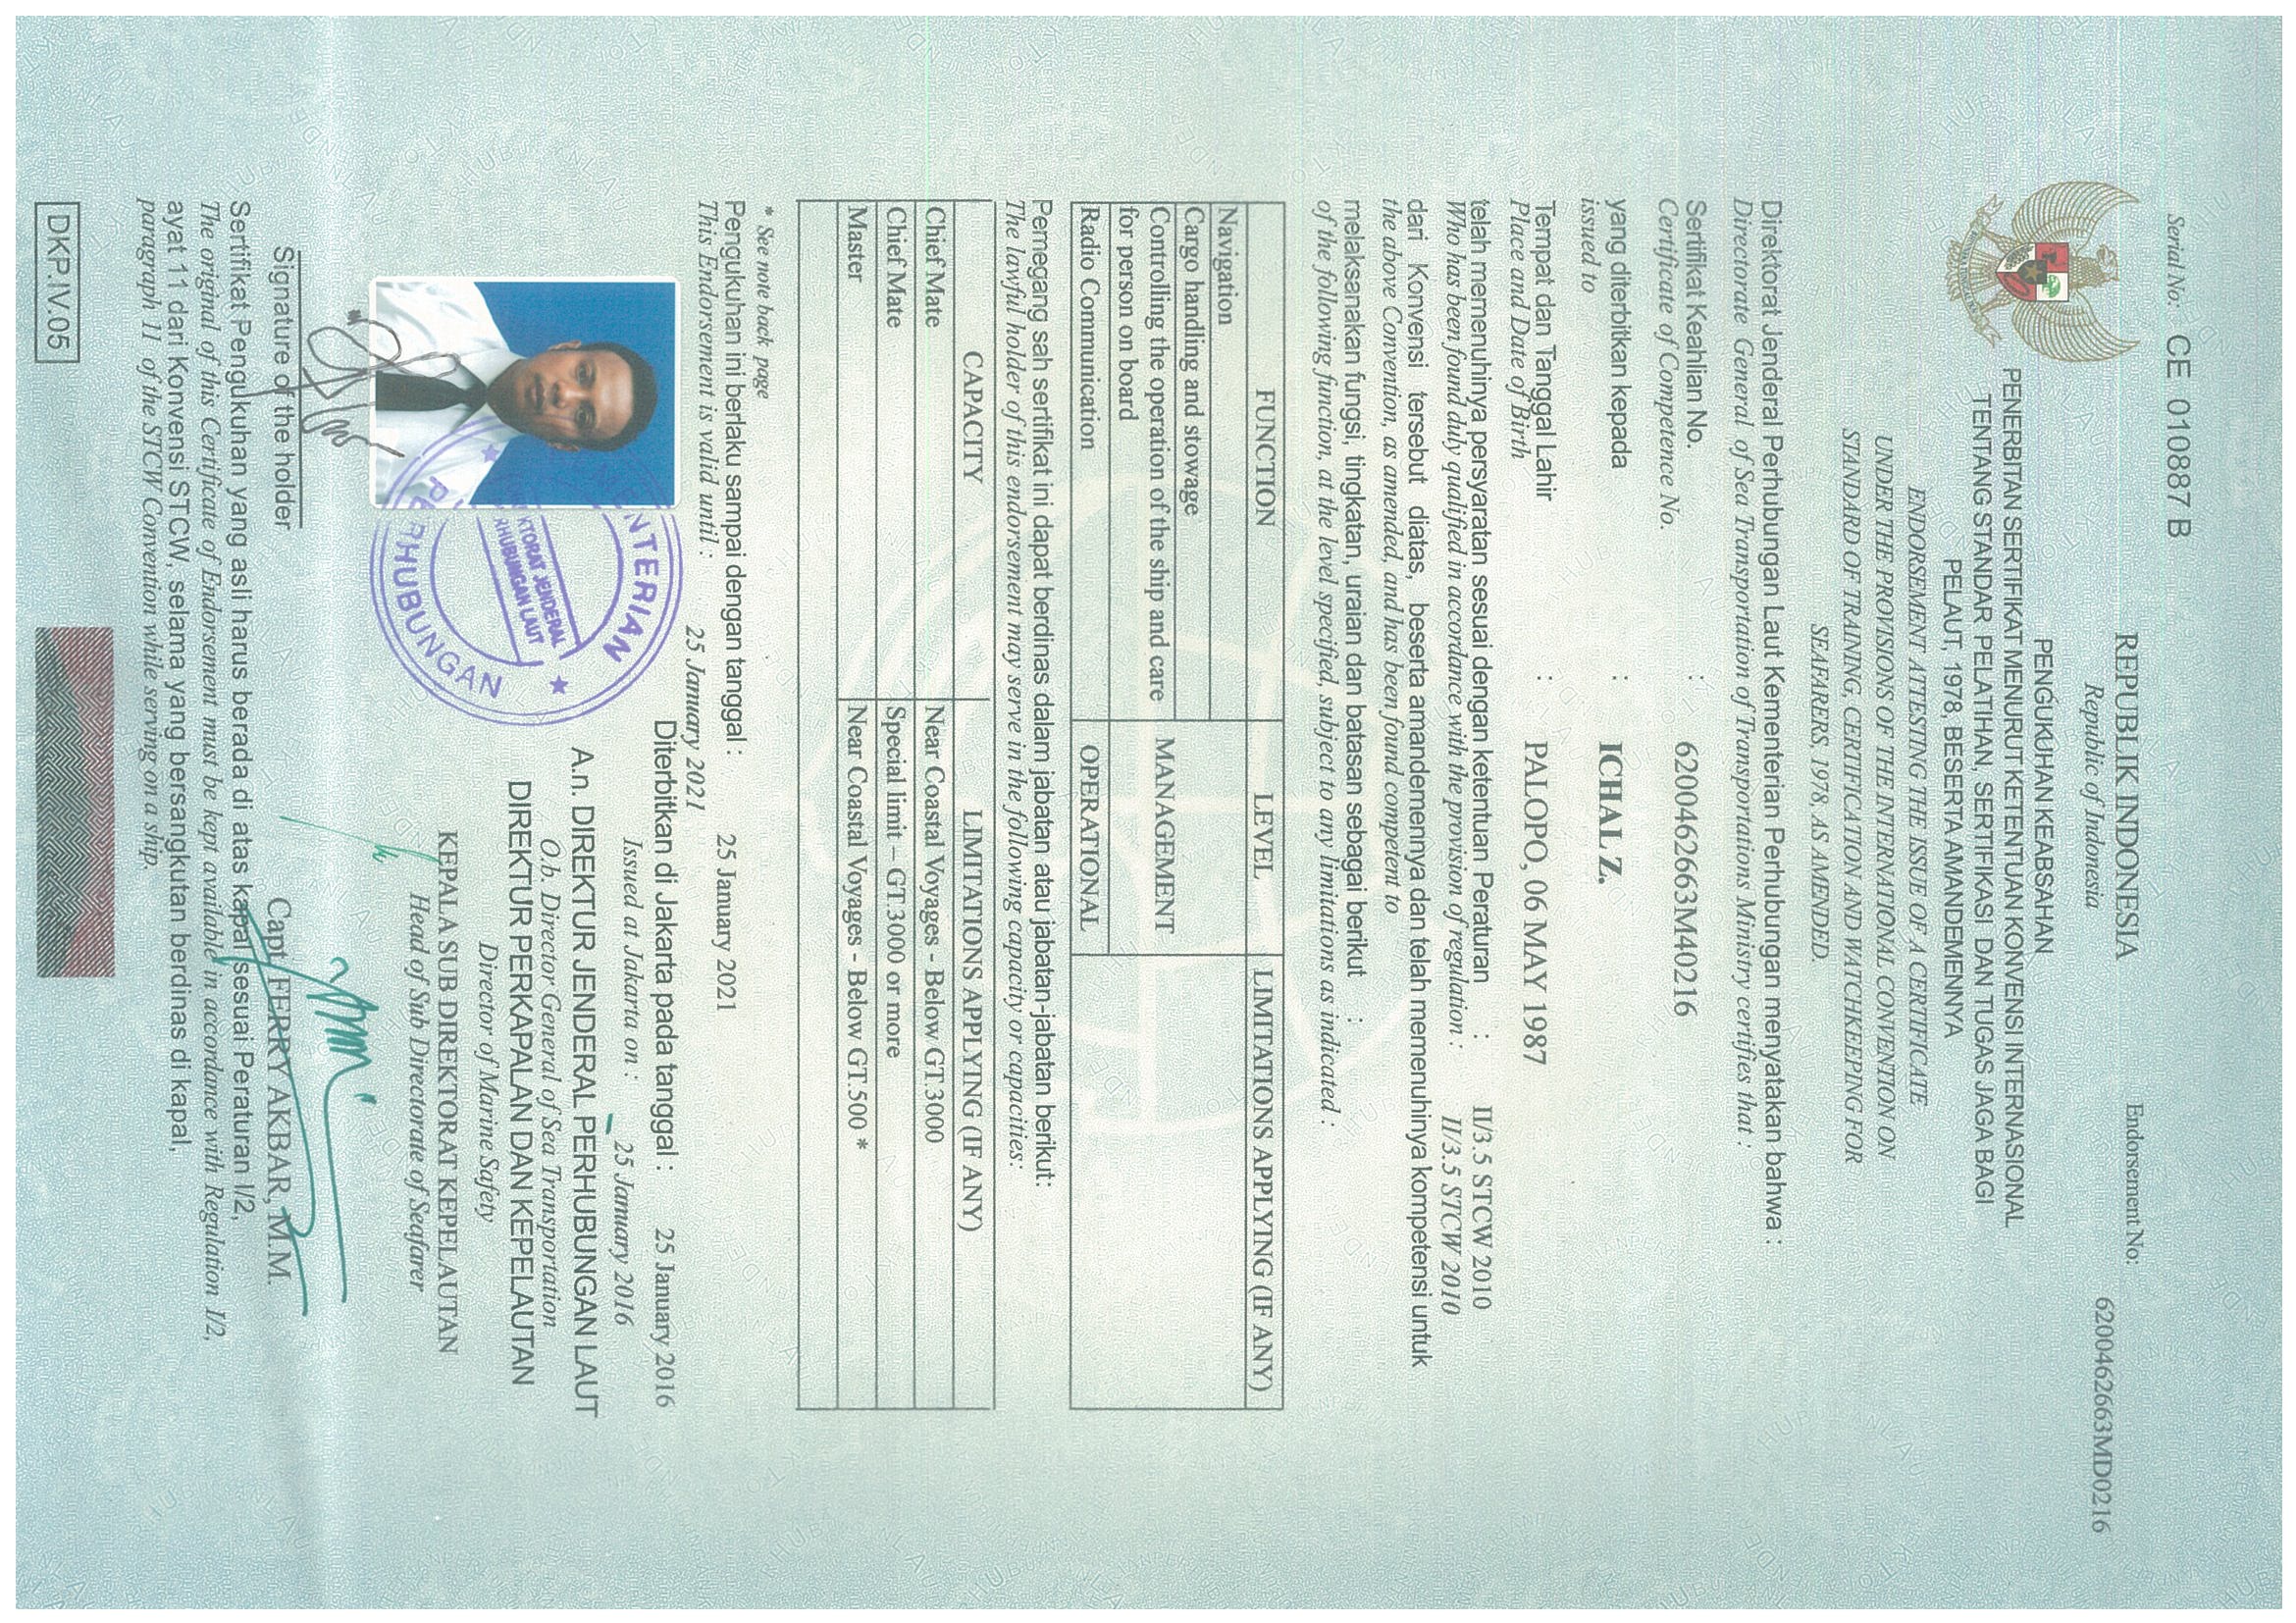 Serial No: CE 010887 B
REPUBLIK INDONESIA
Republic of Indonesia
Endorsement No: 6200462663MD0216
PENGUKUHAN KEABSAHAN
PENERBITAN SERTIFIKAT MENURUT KETENTUAN KONVENSI INTERNASIONAL
TENTANG STANDAR PELATIHAN, SERTIFIKASI DAN TUGAS JAGA BAGI
PELAUT, 1978, BESERTA AMANDEMENNYA
ENDORSEMENT ATTESTING THE ISSUE OF A CERTIFICATE
UNDER THE PROVISIONS OF THE INTERNATIONAL CONVENTION ON
STANDARD OF TRAINING, CERTIFICATION AND WATCHKEEPING FOR
SEAFARERS, 1978, AS AMENDED.
Direktorat Jenderal Perhubungan Laut Kementerian Perhubungan menyatakan bahwa :
Directorate General of Sea Transportation of Transportations Ministry certifies that :
Sertifikat Keahlian No. : 6200462663M40216
Certificate of Competence No.
yang diterbitkan kepada : ICHAL Z.
issued to
Tempat dan Tanggal Lahir : PALOPO, 06 MAY 1987
Place and Date of Birth
telah memenuhinya persyaratan sesuai dengan ketentuan Peraturan : II/3.5 STCW 2010
Who has been found duly qualified in accordance with the provision of regulation : II/3.5 STCW 2010
dari Konvensi tersebut diatas, beserta amandemennya dan telah memenuhinya kompetensi untuk
the above Convention, as amended, and has been found competent to
melaksanakan fungsi, tingkatan, uraian dan batasan sebagai berikut :
of the following function, at the level specified, subject to any limitations as indicated :
FUNCTION LEVEL LIMITATIONS APPLYING (IF ANY)
Navigation
Cargo handling and stowage
Controlling the operation of the ship and care MANAGEMENT
for person on board
Radio Communication OPERATIONAL
Pemegang sah sertifikat ini dapat berdinas dalam jabatan atau jabatan-jabatan berikut:
The lawful holder of this endorsement may serve in the following capacity or capacities:
CAPACITY LIMITATIONS APPLYING (IF ANY)
Chief Mate Near Coastal Voyages - Below GT.3000
Chief Mate Special limit – GT.3000 or more
Master Near Coastal Voyages - Below GT.500 *
* See note back page
Pengukuhan ini berlaku sampai dengan tanggal : 25 January 2021
This Endorsement is valid until : 25 January 2021
Diterbitkan di Jakarta pada tanggal : 25 January 2016
Issued at Jakarta on : 25 January 2016
A.n. DIREKTUR JENDERAL PERHUBUNGAN LAUT
O.b. Director General of Sea Transportation
DIREKTUR PERKAPALAN DAN KEPELAUTAN
Director of Marine Safety
KEPALA SUB DIREKTORAT KEPELAUTAN
Head of Sub Directorate of Seafarer
KTORAT JENDERAL
RHUBUNGAN LAUT
Signature of the holder
Capt. FERRY AKBAR, M.M.
Sertifikat Pengukuhan yang asli harus berada di atas kapal sesuai Peraturan I/2,
The original of this Certificate of Endorsement must be kept available in accordance with Regulation I/2,
ayat 11 dari Konvensi STCW, selama yang bersangkutan berdinas di kapal,
paragraph 11 of the STCW Convention while serving on a ship.
DKP.IV.05